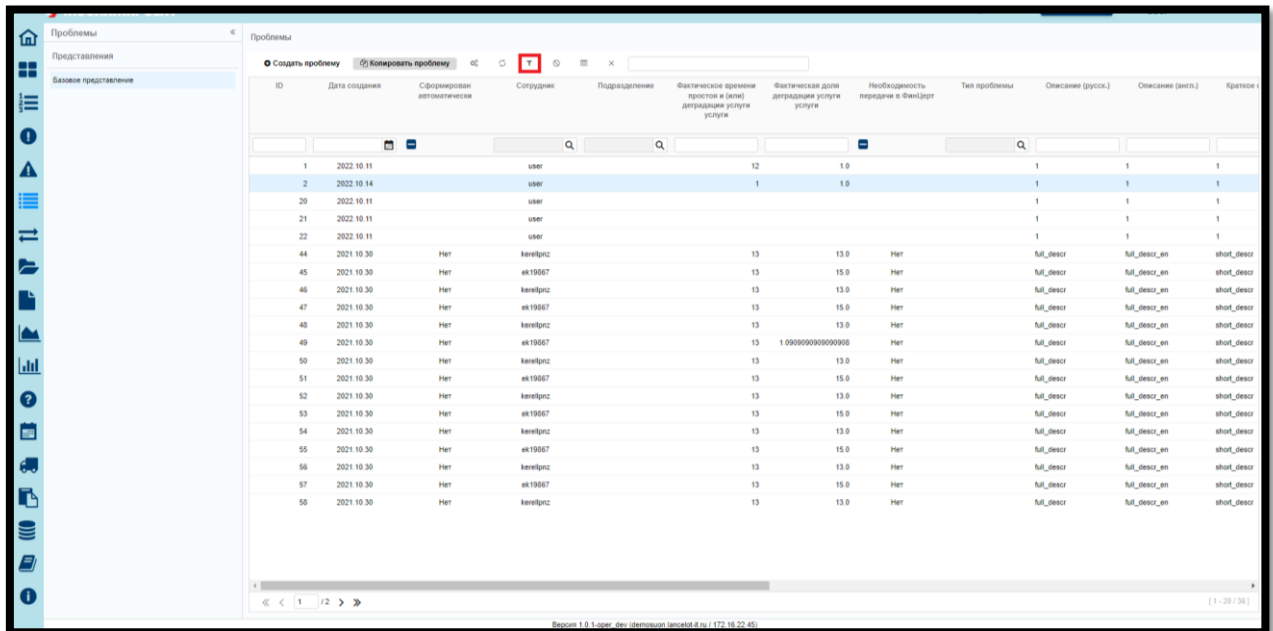 Проблемы «
Проблемы
Представления
Базовое представление
Создать проблему Копировать проблему
ID Дата создания Сформирован автоматически Сотрудник Подразделение Фактическое времени простоя и (или) деградации услуги услуги Фактическая доля деградации услуги услуги Необходимость передачи в ФинЦерт Тип проблемы Описание (русск.) Описание (англ.) Краткое
1 2022.10.11 user 12 1.0 1 1 1
2 2022.10.14 user 1 1.0 1 1 1
20 2022.10.11 user 1 1 1
21 2022.10.11 user 1 1 1
22 2022.10.11 user 1 1 1
44 2021.10.30 Нет kerellpnz 13 13.0 Нет full_descr full_descr_en short_descr
45 2021.10.30 Нет ek19867 13 15.0 Нет full_descr full_descr_en short_descr
46 2021.10.30 Нет kerellpnz 13 13.0 Нет full_descr full_descr_en short_descr
47 2021.10.30 Нет ek19867 13 15.0 Нет full_descr full_descr_en short_descr
48 2021.10.30 Нет kerellpnz 13 13.0 Нет full_descr full_descr_en short_descr
49 2021.10.30 Нет ek19867 13 1.0909090909090908 Нет full_descr full_descr_en short_descr
50 2021.10.30 Нет kerellpnz 13 13.0 Нет full_descr full_descr_en short_descr
51 2021.10.30 Нет ek19867 13 15.0 Нет full_descr full_descr_en short_descr
52 2021.10.30 Нет kerellpnz 13 13.0 Нет full_descr full_descr_en short_descr
53 2021.10.30 Нет ek19867 13 15.0 Нет full_descr full_descr_en short_descr
54 2021.10.30 Нет kerellpnz 13 13.0 Нет full_descr full_descr_en short_descr
55 2021.10.30 Нет ek19867 13 15.0 Нет full_descr full_descr_en short_descr
56 2021.10.30 Нет kerellpnz 13 13.0 Нет full_descr full_descr_en short_descr
57 2021.10.30 Нет ek19867 13 15.0 Нет full_descr full_descr_en short_descr
58 2021.10.30 Нет kerellpnz 13 13.0 Нет full_descr full_descr_en short_descr
1 / 2 [ 1 - 20 / 36 ]
Версия 1.0.1-oper_dev (demosuon.lancelot-it.ru / 172.16.22.45)